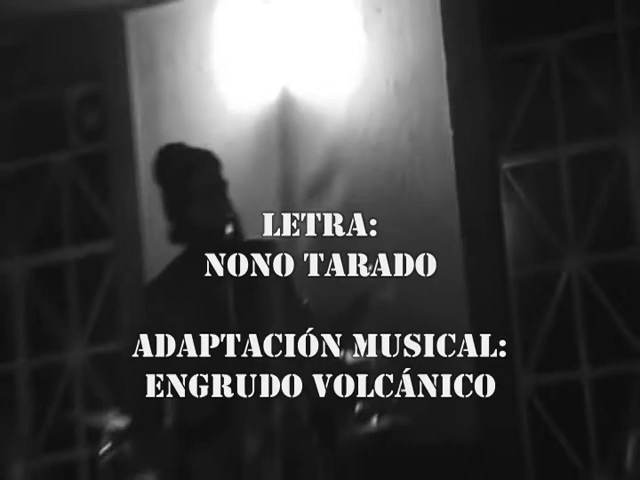 LETRA:
NONO TARADO
ADAPTACIÓN MUSICAL:
ENGRUDO VOLCÁNICO